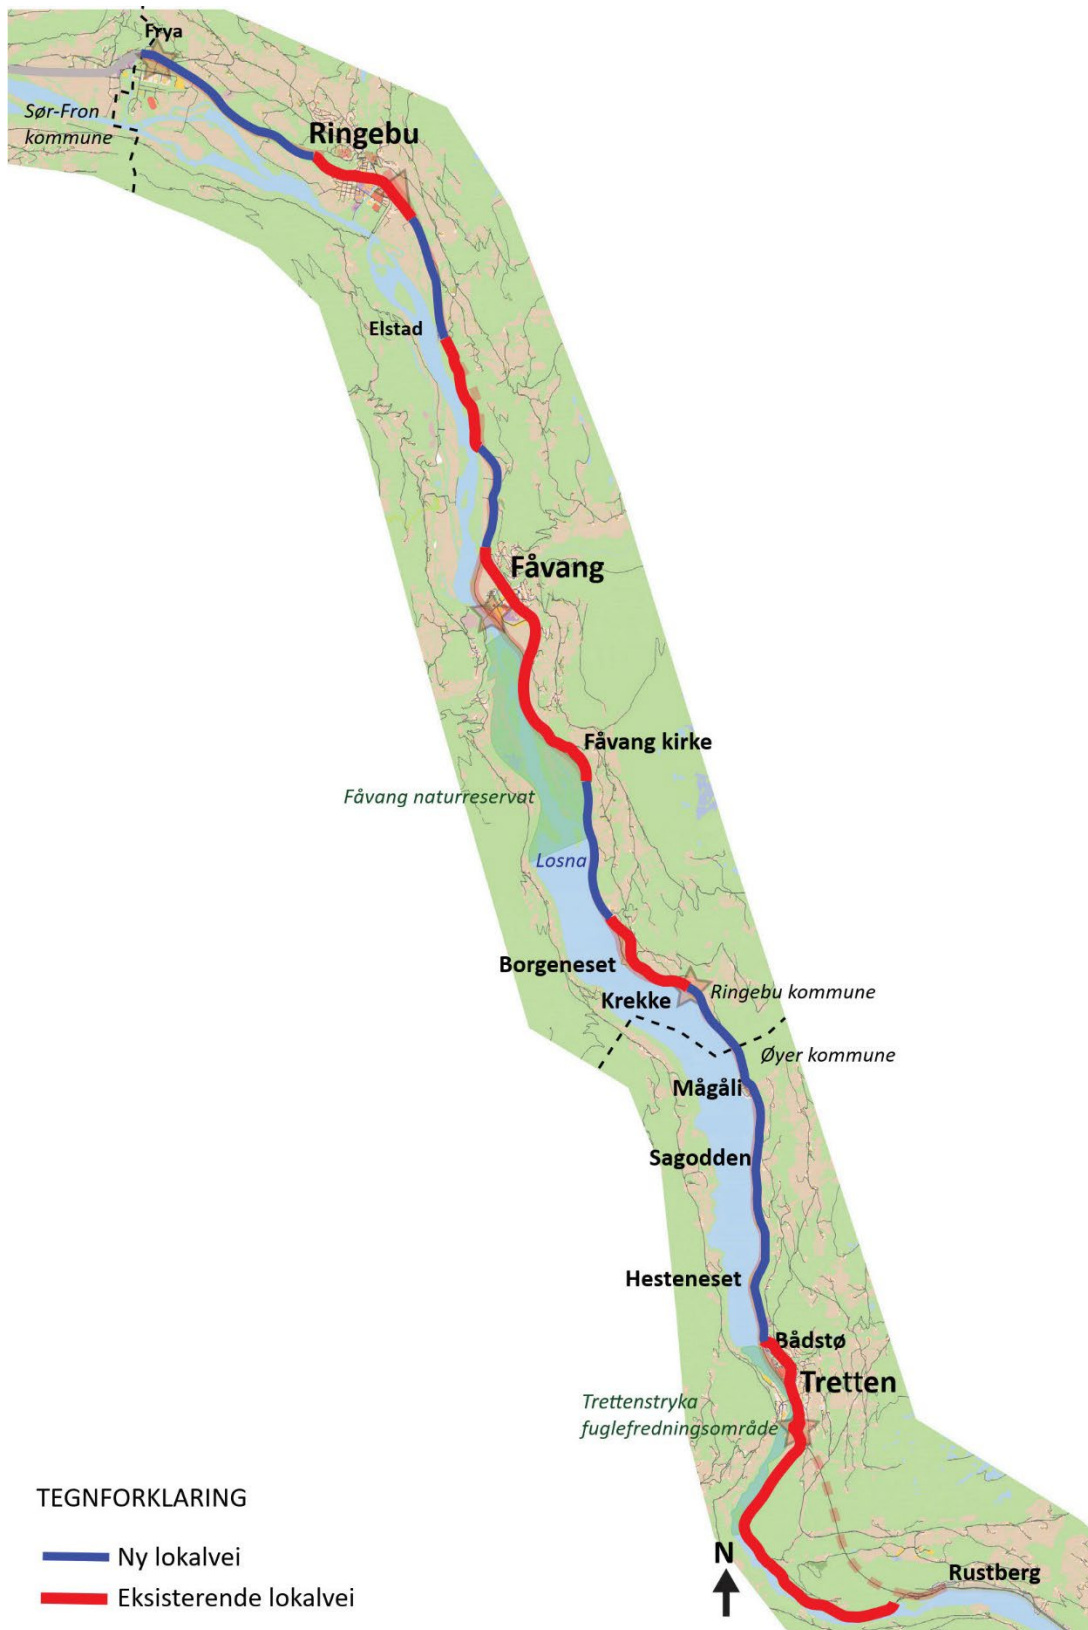 Frya
Sør-Fron
kommune
Ringebu
Elstad
Fåvang
Fåvang kirke
Fåvang naturreservat
Losna
Borgeneset
Krekke
Ringebu kommune
Øyer kommune
Mågåli
Sagodden
Hesteneset
Bådstø
Tretten
Trettenstryka
fuglefredningsområde
TEGNFORKLARING
Ny lokalvei
Eksisterende lokalvei
N
Rustberg